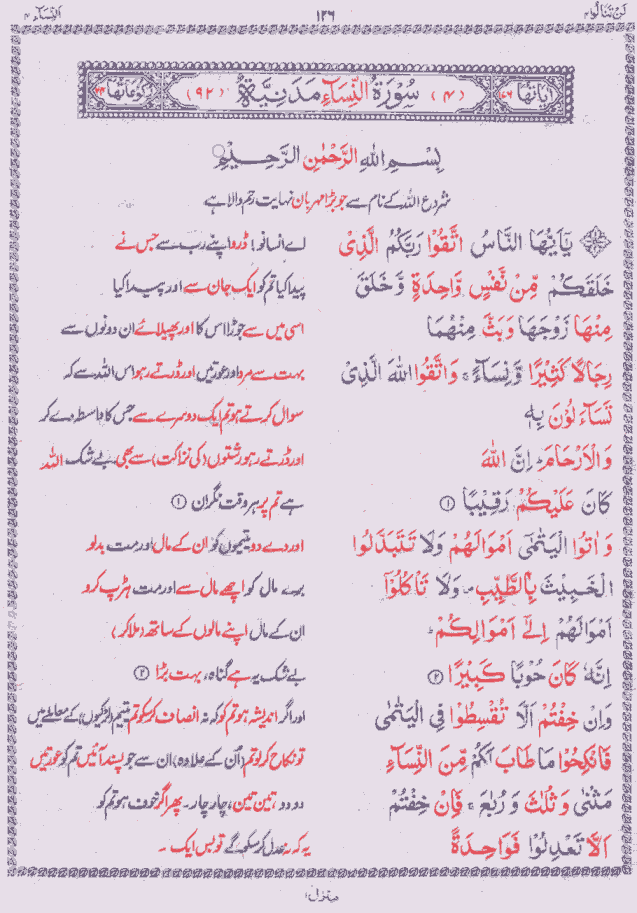 لن تنالوا ۴ ۱۲۶ النسآء ۴
اٰیَاتُهَا ۱۷۶ (۴) سُوْرَةُ النِّسَآءِ مَدَنِیَّةٌ (۹۲) رُکُوْعَاتُهَا ۲۴
بِسْمِ اللهِ الرَّحْمٰنِ الرَّحِیْمِ
شروع اللہ کے نام سے جو بڑا مہربان نہایت رحم والا ہے
یٰۤاَیُّهَا النَّاسُ اتَّقُوْا رَبَّکُمُ الَّذِیْ اے انسانو! ڈرو اپنے رب سے جس نے
خَلَقَکُمْ مِّنْ نَّفْسٍ وَّاحِدَةٍ وَّ خَلَقَ پیدا کیا تم کو ایک جان سے اور پیدا کیا
مِنْهَا زَوْجَهَا وَبَثَّ مِنْهُمَا اسی میں سے جوڑا اس کا اور پھیلائے ان دونوں سے
رِجَالًا کَثِیْرًا وَّنِسَآءً ۚ وَاتَّقُوا اللهَ الَّذِیْ بہت سے مرد اور عورتیں اور ڈرتے رہو اس اللہ سے کہ
تَسَآءَلُوْنَ بِهٖ سوال کرتے ہو تم ایک دوسرے سے جس کا واسطہ دے کر
وَالْاَرْحَامَ ؕ اِنَّ اللهَ اور ڈرتے رہو رشتوں (کی نزاکت) سے بھی، بے شک اللہ
کَانَ عَلَیْکُمْ رَقِیْبًا ① ہے تم پر ہر وقت نگران ①
وَاٰتُوا الْیَتٰمٰۤی اَمْوَالَهُمْ وَلَا تَتَبَدَّلُوا اور دے دو یتیموں کو ان کے مال اور مت بدلو
الْخَبِیْثَ بِالطَّیِّبِ ۪ وَلَا تَاْکُلُوْۤا برے مال کو اچھے مال سے اور مت ہڑپ کرو
اَمْوَالَهُمْ اِلٰۤی اَمْوَالِکُمْ ؕ ان کے مال اپنے مالوں کے ساتھ (ملا کر)
اِنَّهٗ کَانَ حُوْبًا کَبِیْرًا ② بے شک یہ ہے گناہ، بہت بڑا ②
وَاِنْ خِفْتُمْ اَلَّا تُقْسِطُوْا فِی الْیَتٰمٰی اور اگر اندیشہ ہو تم کو کہ نہ انصاف کر سکو گے تم یتیم (لڑکیوں) کے معاملے میں
فَانْکِحُوْا مَا طَابَ لَکُمْ مِّنَ النِّسَآءِ تو نکاح کر لو تم (اُن کے علاوہ) ان سے جو پسند آئیں تم کو عورتیں
مَثْنٰی وَثُلٰثَ وَرُبٰعَ ۚ فَاِنْ خِفْتُمْ دو دو، تین تین، چار چار۔ پھر اگر خوف ہو تم کو
اَلَّا تَعْدِلُوْا فَوَاحِدَةً یہ کہ نہ عدل کر سکو گے تو بس ایک۔
منزل ۱